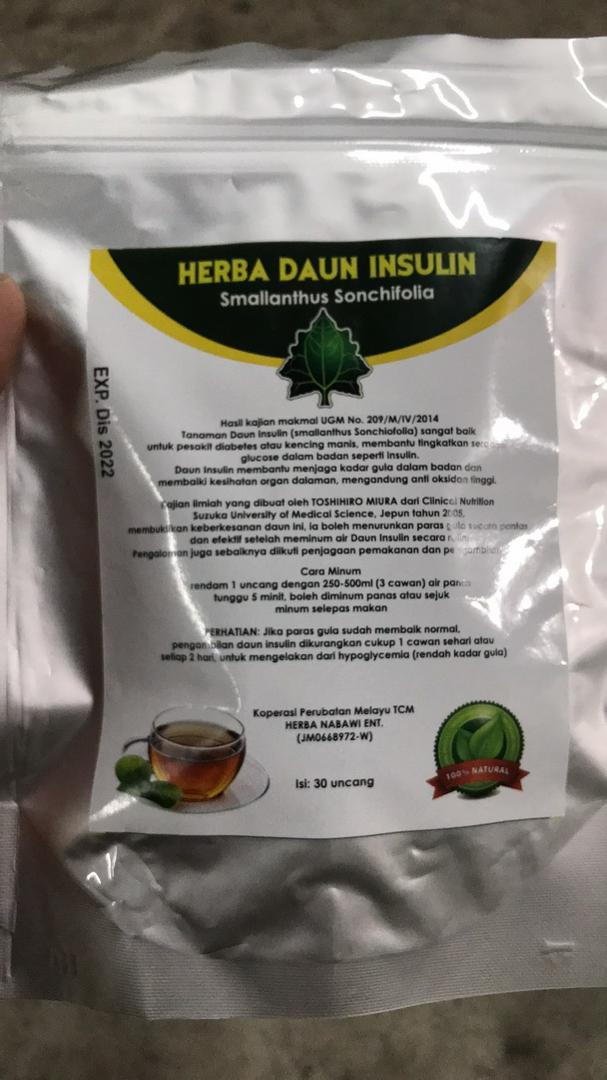 HERBA DAUN INSULIN
Smallanthus Sonchifolia
EXP. Dis 2022
Hasil kajian makmal UGM No. 209/M/IV/2014
Tanaman Daun Insulin (smallanthus Sonchiofolia) sangat baik
untuk pesakit diabetes atau kencing manis, membantu tingkatkan
glucose dalam badan seperti insulin.
Daun Insulin membantu menjaga kadar gula dalam badan dan
membaiki kesihatan organ dalaman, mengandung anti oksidan tinggi.
Kajian ilmiah yang dibuat oleh TOSHIHIRO MIURA dari Clinical Nutrition
Suzuka University of Medical Science, Jepun tahun 2005,
membuktikan keberkesanan daun ini, ia boleh menurunkan paras gula secara pantas
dan efektif setelah meminum air Daun Insulin secara
Pengalaman juga sebaiknya diikuti penjagaan pemakanan dan
Cara Minum
rendam 1 uncang dengan 250-500ml (3 cawan) air panas
tunggu 5 minit, boleh diminum panas atau sejuk
minum selepas makan
PERHATIAN: Jika paras gula sudah membaik normal,
pengambilan daun insulin dikurangkan cukup 1 cawan sehari atau
setiap 2 hari, untuk mengelakan dari hypoglycemia (rendah kadar gula)
Koperasi Perubatan Melayu TCM
HERBA NABAWI ENT.
(JM0668972-W)
Isi: 30 uncang
100% NATURAL